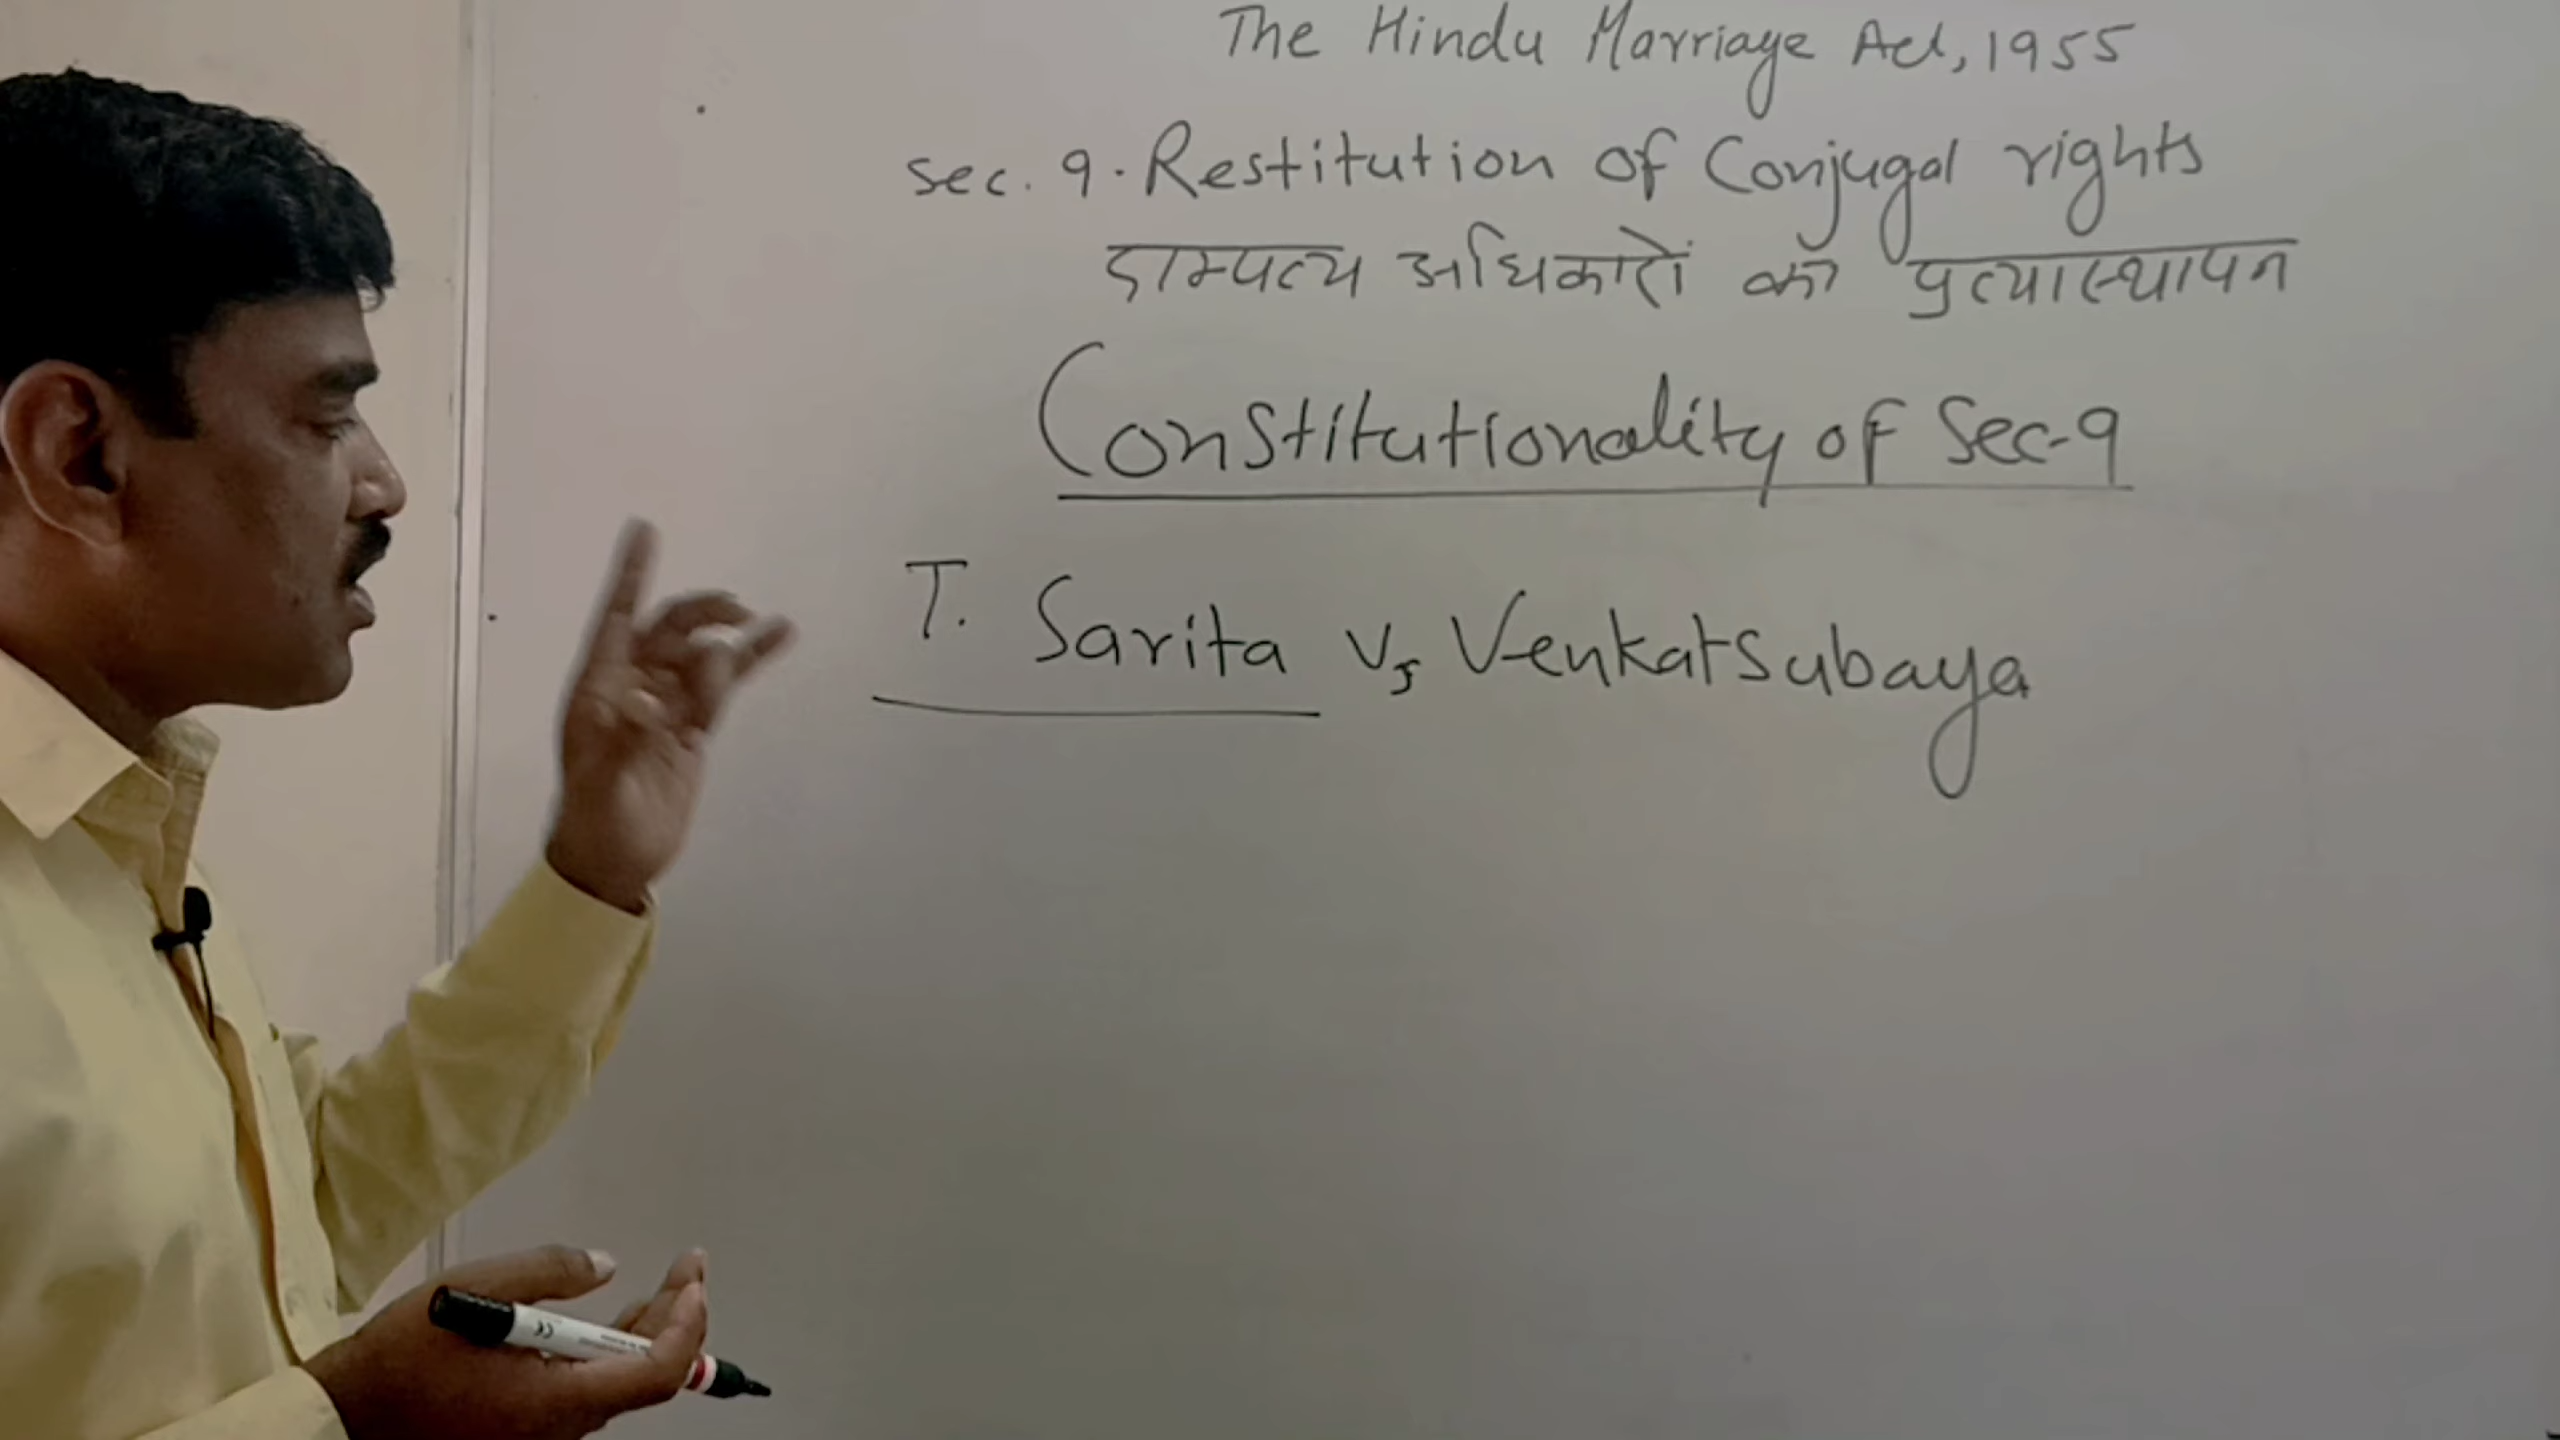 The Hindu Marriage Act, 1955
Sec. 9. Restitution of Conjugal rights
दाम्पत्य अधिकारों का प्रत्यास्थापन
Constitutionality of Sec-9
T. Sarita Vs Venkatsubaya